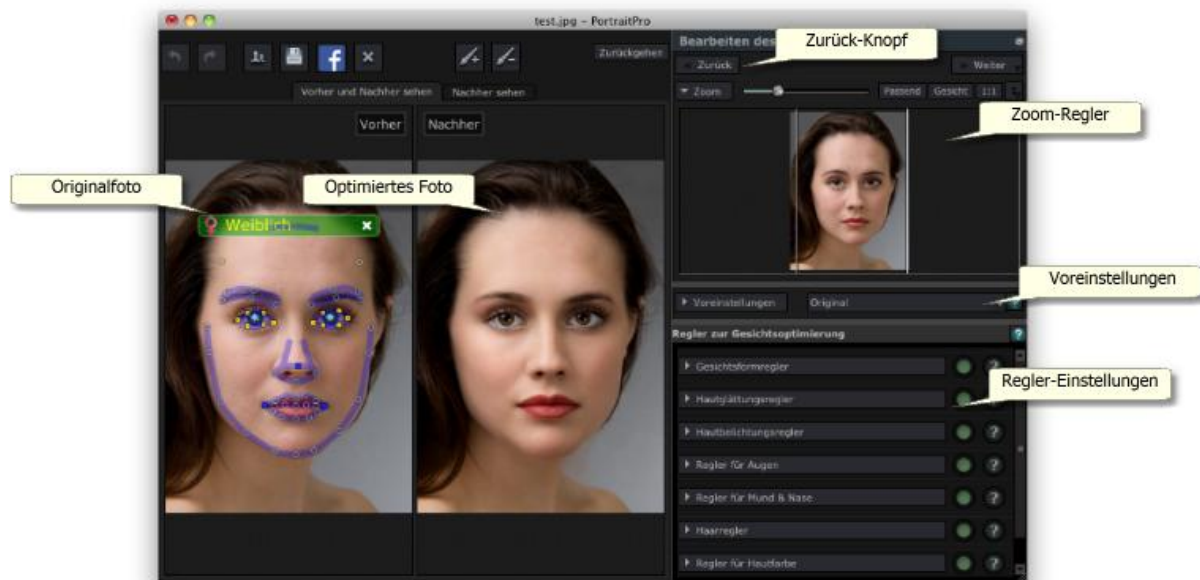 test.jpg – PortraitPro
Bearbeiten des
Zurück-Knopf
Zurückgehen
Zurück
Weiter
Vorher und Nachher sehen
Nachher sehen
Zoom
Passend
Gesicht
1:1
Vorher
Nachher
Zoom-Regler
Originalfoto
Optimiertes Foto
Weiblich
Voreinstellungen
Voreinstellungen
Original
Regler zur Gesichtsoptimierung
?
Gesichtsformregler
?
Regler-Einstellungen
Hautglättungsregler
Hautbelichtungsregler
?
Regler für Augen
?
Regler für Mund & Nase
?
Haarregler
?
Regler für Hautfarbe
?